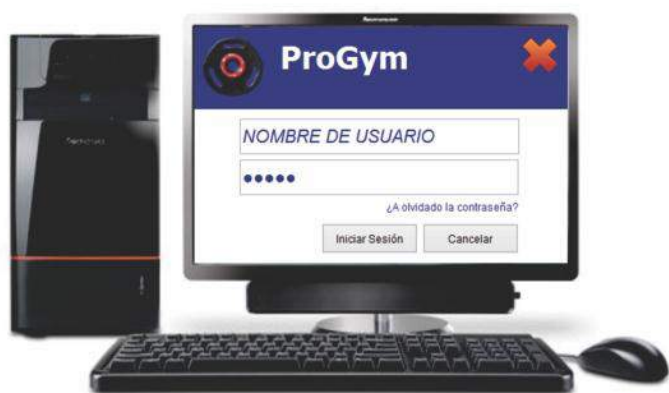 ProGym
NOMBRE DE USUARIO
•••••
¿A olvidado la contraseña?
Iniciar Sesión
Cancelar